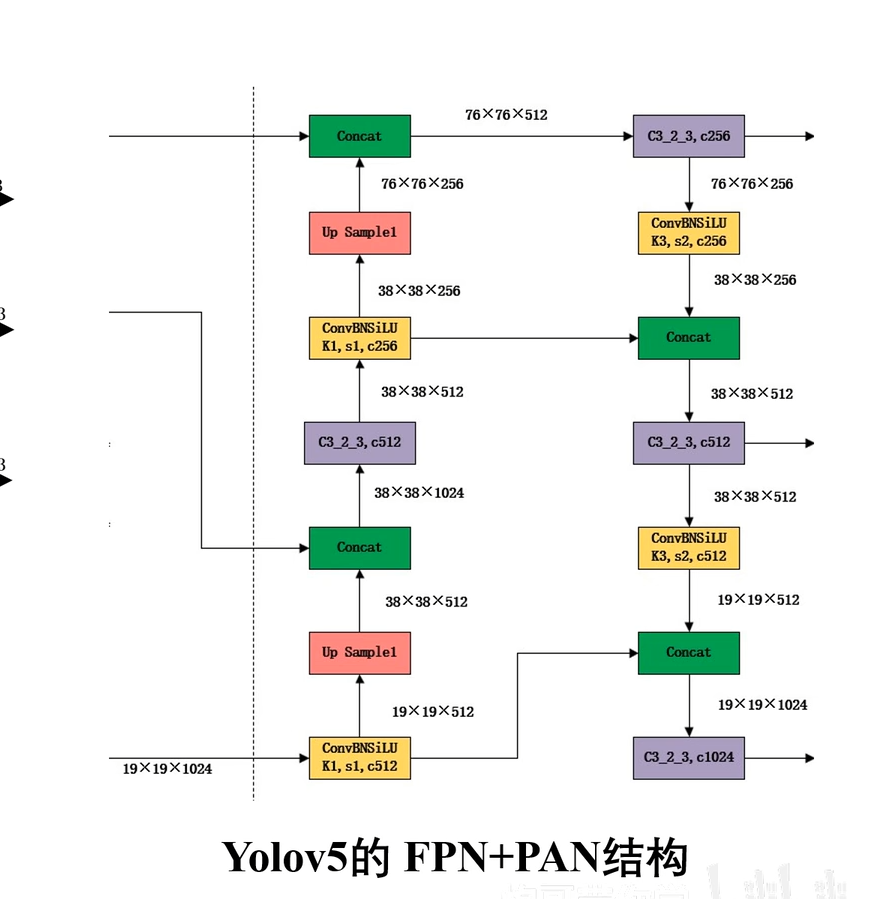 Concat
76×76×512
C3_2_3,c256
76×76×256
76×76×256
3
Up Sample1
ConvBNSiLU
K3,s2,c256
38×38×256
38×38×256
3
ConvBNSiLU
K1,s1,c256
Concat
38×38×512
38×38×512
C3_2_3,c512
C3_2_3,c512
3
38×38×1024
38×38×512
Concat
ConvBNSiLU
K3,s2,c512
38×38×512
19×19×512
Up Sample1
Concat
19×19×512
19×19×1024
19×19×1024
ConvBNSiLU
K1,s1,c512
C3_2_3,c1024
Yolov5的 FPN+PAN结构